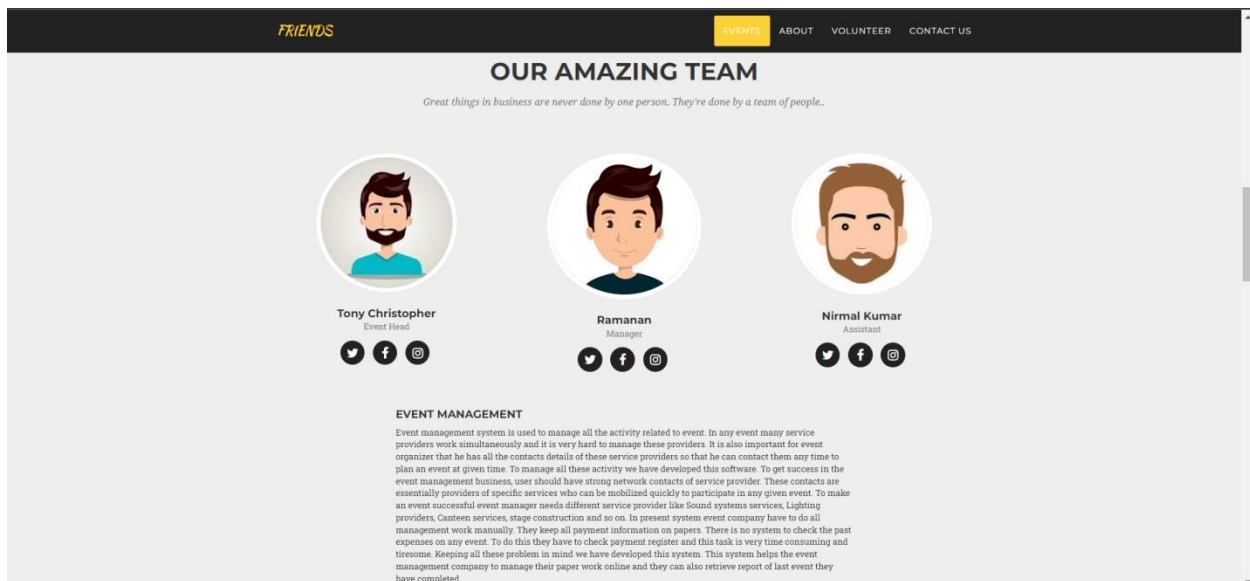 FRIENDS
EVENTS ABOUT VOLUNTEER CONTACT US
OUR AMAZING TEAM
Great things in business are never done by one person. They're done by a team of people..
Tony Christopher
Event Head
Ramanan
Manager
Nirmal Kumar
Assistant
EVENT MANAGEMENT
Event management system is used to manage all the activity related to event. In any event many service
providers work simultaneously and it is very hard to manage these providers. It is also important for event
organizer that he has all the contacts details of these service providers so that he can contact them any time to
plan an event at given time. To manage all these activity we have developed this software. To get success in the
event management business, user should have strong network contacts of service provider. These contacts are
essentially providers of specific services who can be mobilized quickly to participate in any given event. To make
an event successful event manager needs different service provider like Sound systems services, Lighting
providers, Canteen services, stage construction and so on. In present system event company have to do all
management work manually. They keep all payment information on papers. There is no system to check the past
expenses on any event. To do this they have to check payment register and this task is very time consuming and
tiresome. Keeping all these problem in mind we have developed this system. This system helps the event
management company to manage their paper work online and they can also retrieve report of last event they
have completed